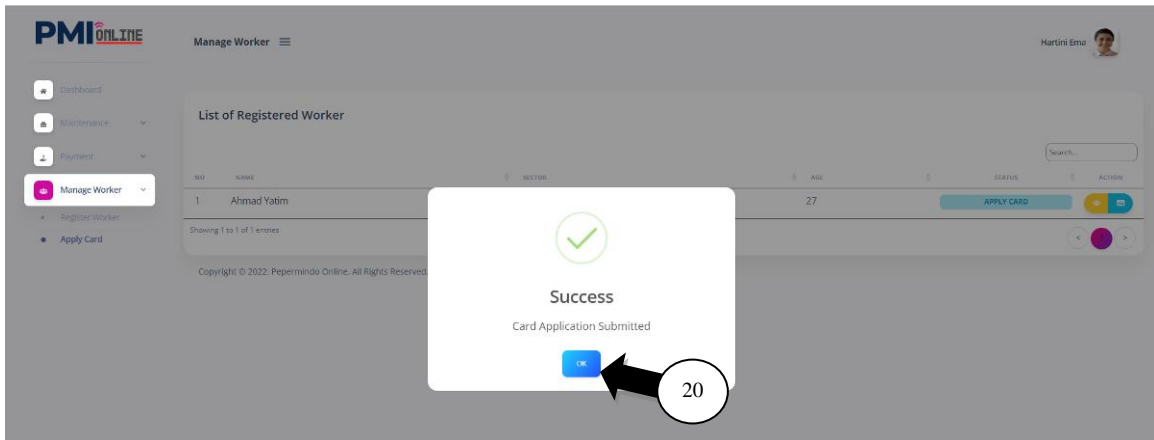 PMI ONLINE
Manage Worker
Hartini Ema
Dashboard
Maintenance
Payment
Manage Worker
Register Worker
Apply Card
List of Registered Worker
Search...
NO NAME SECTOR AGE STATUS ACTION
1 Ahmad Yatim 27 APPLY CARD
Showing 1 to 1 of 1 entries
< >
Copyright © 2022. Pepermindo Online. All Rights Reserved.
Success
Card Application Submitted
OK
20